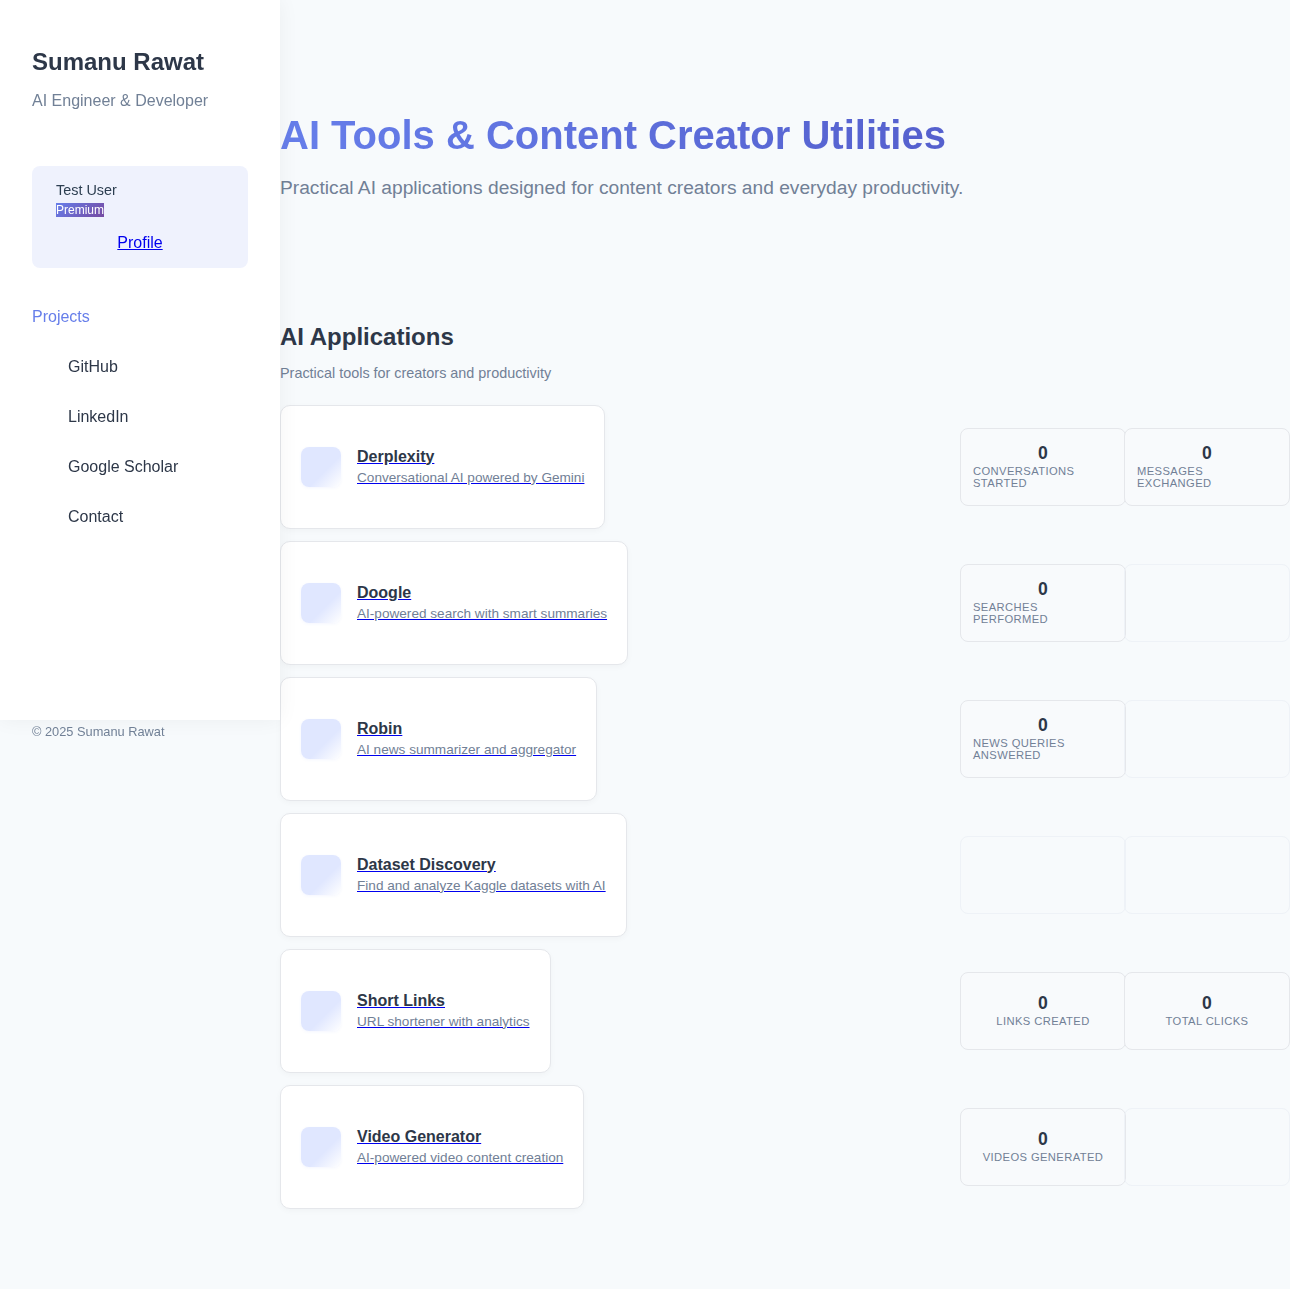 Sumanu Rawat
AI Engineer & Developer
Test User
Premium
Profile
Projects
GitHub
LinkedIn
Google Scholar
Contact
© 2025 Sumanu Rawat
AI Tools & Content Creator Utilities
Practical AI applications designed for content creators and everyday productivity.
AI Applications
Practical tools for creators and productivity
Derplexity
Conversational AI powered by Gemini
0
CONVERSATIONS
STARTED
0
MESSAGES
EXCHANGED
Doogle
AI-powered search with smart summaries
0
SEARCHES
PERFORMED
Robin
AI news summarizer and aggregator
0
NEWS QUERIES
ANSWERED
Dataset Discovery
Find and analyze Kaggle datasets with AI
Short Links
URL shortener with analytics
0
LINKS CREATED
0
TOTAL CLICKS
Video Generator
AI-powered video content creation
0
VIDEOS GENERATED